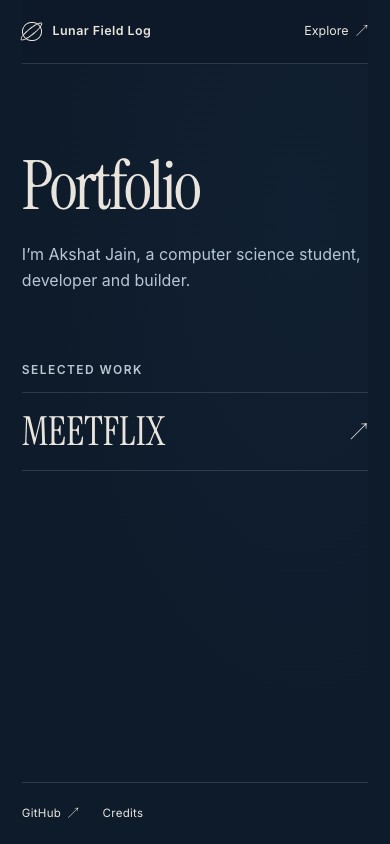 Lunar Field Log
Explore ↗
Portfolio
I’m Akshat Jain, a computer science student,
developer and builder.
SELECTED WORK
MEETFLIX ↗
GitHub ↗
Credits